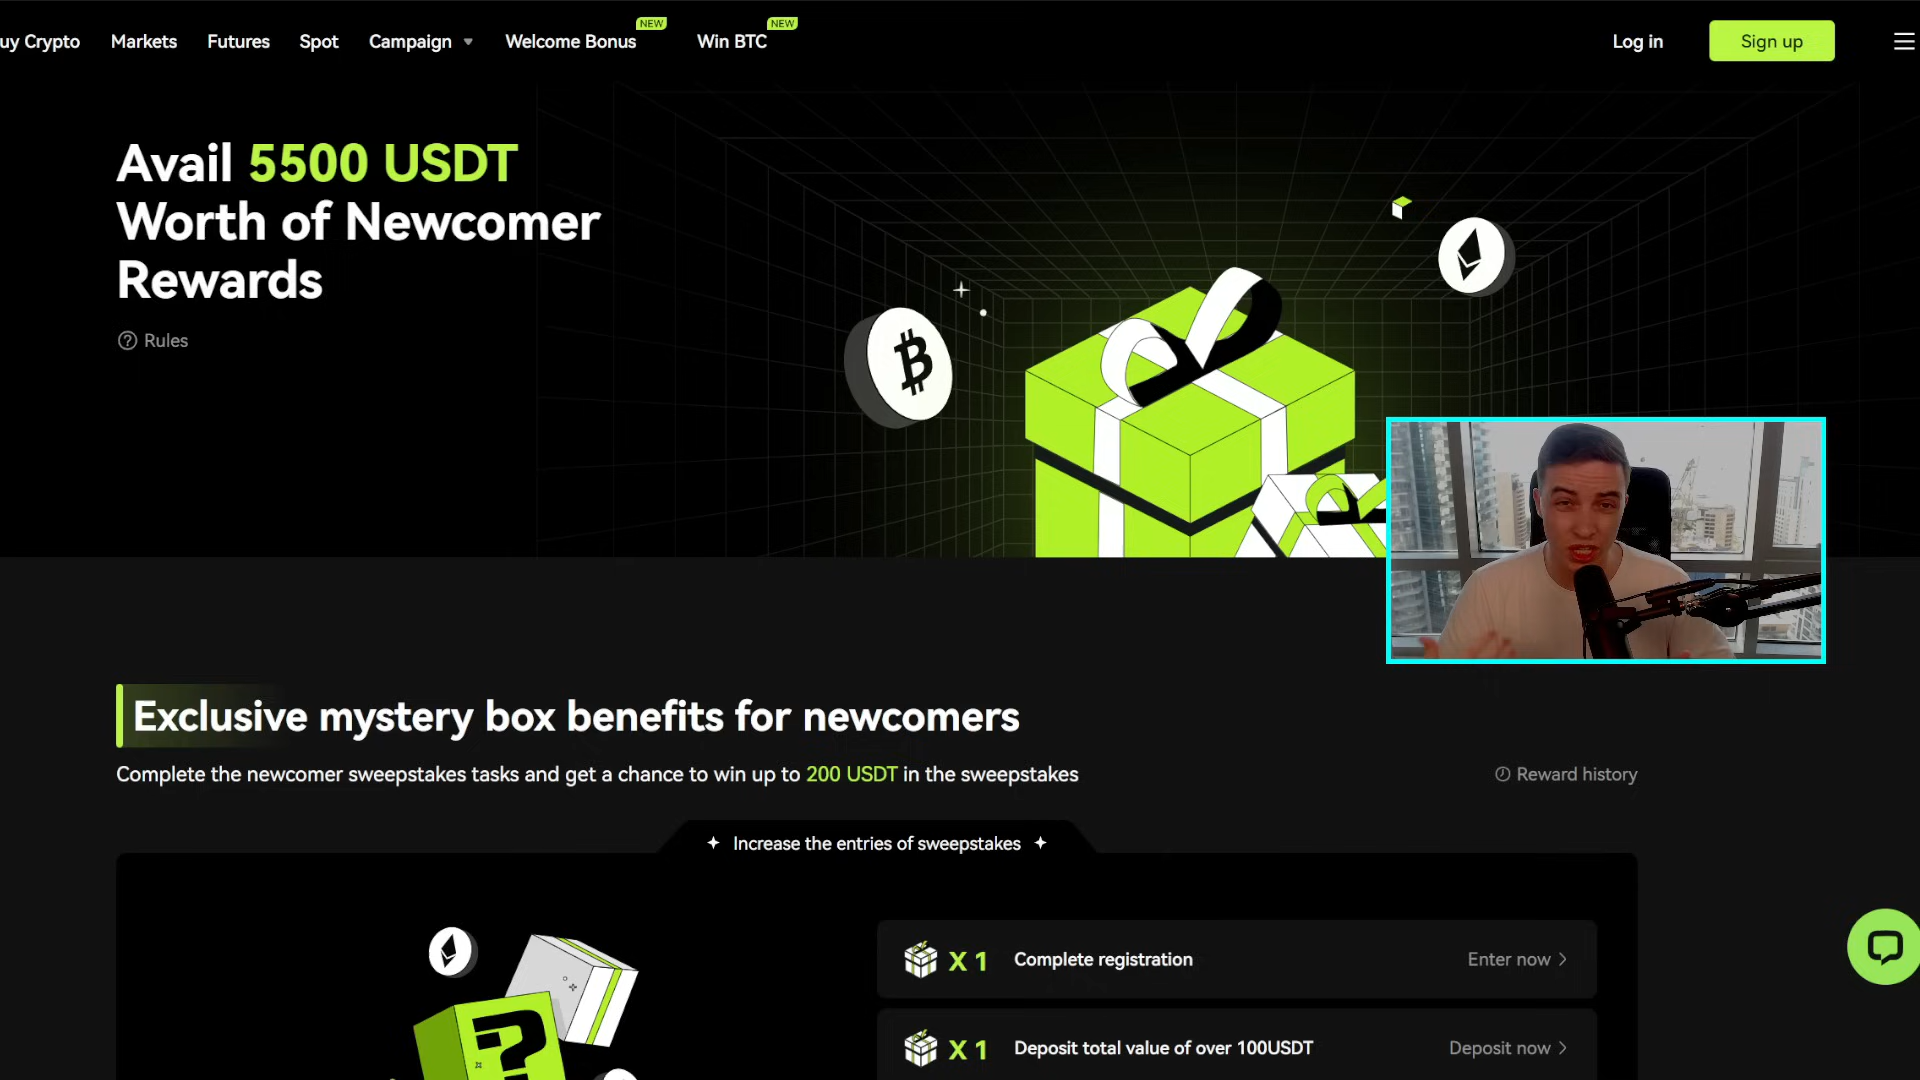 uy Crypto
Markets
Futures
Spot
Campaign
Welcome Bonus
NEW
Win BTC
NEW
Log in
Sign up
Avail 5500 USDT
Worth of Newcomer
Rewards
Rules
Exclusive mystery box benefits for newcomers
Complete the newcomer sweepstakes tasks and get a chance to win up to 200 USDT in the sweepstakes
Reward history
Increase the entries of sweepstakes
X 1
Complete registration
Enter now
X 1
Deposit total value of over 100USDT
Deposit now